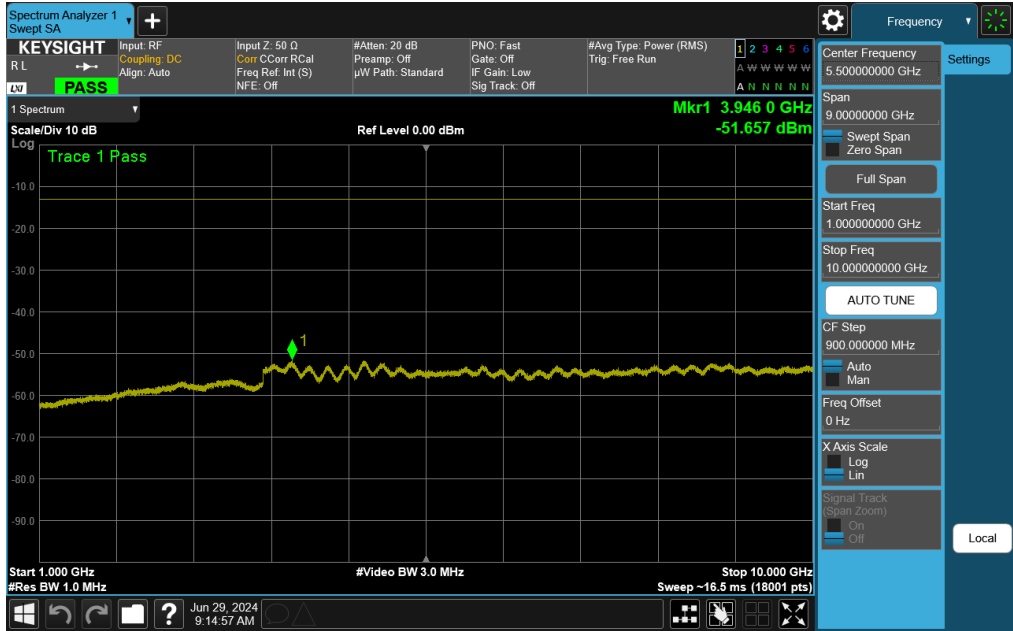 Spectrum Analyzer 1
Swept SA
Frequency
KEYSIGHT
R L
LXI
PASS
Input: RF
Coupling: DC
Align: Auto
Input Z: 50 Ω
Corr CCorr RCal
Freq Ref: Int (S)
NFE: Off
#Atten: 20 dB
Preamp: Off
µW Path: Standard
PNO: Fast
Gate: Off
IF Gain: Low
Sig Track: Off
#Avg Type: Power (RMS)
Trig: Free Run
1 2 3 4 5 6
A W W W W W
A N N N N N
1 Spectrum
Mkr1 3.946 0 GHz
Scale/Div 10 dB
Ref Level 0.00 dBm
-51.657 dBm
Log
Trace 1 Pass
-10.0
-20.0
-30.0
-40.0
1
-50.0
-60.0
-70.0
-80.0
-90.0
Start 1.000 GHz
#Video BW 3.0 MHz
Stop 10.000 GHz
#Res BW 1.0 MHz
Sweep ~16.5 ms (18001 pts)
?
Jun 29, 2024
9:14:57 AM
Center Frequency
5.500000000 GHz
Span
9.00000000 GHz
Swept Span
Zero Span
Full Span
Start Freq
1.000000000 GHz
Stop Freq
10.000000000 GHz
AUTO TUNE
CF Step
900.000000 MHz
Auto
Man
Freq Offset
0 Hz
X Axis Scale
Log
Lin
Signal Track
(Span Zoom)
On
Off
Settings
Local